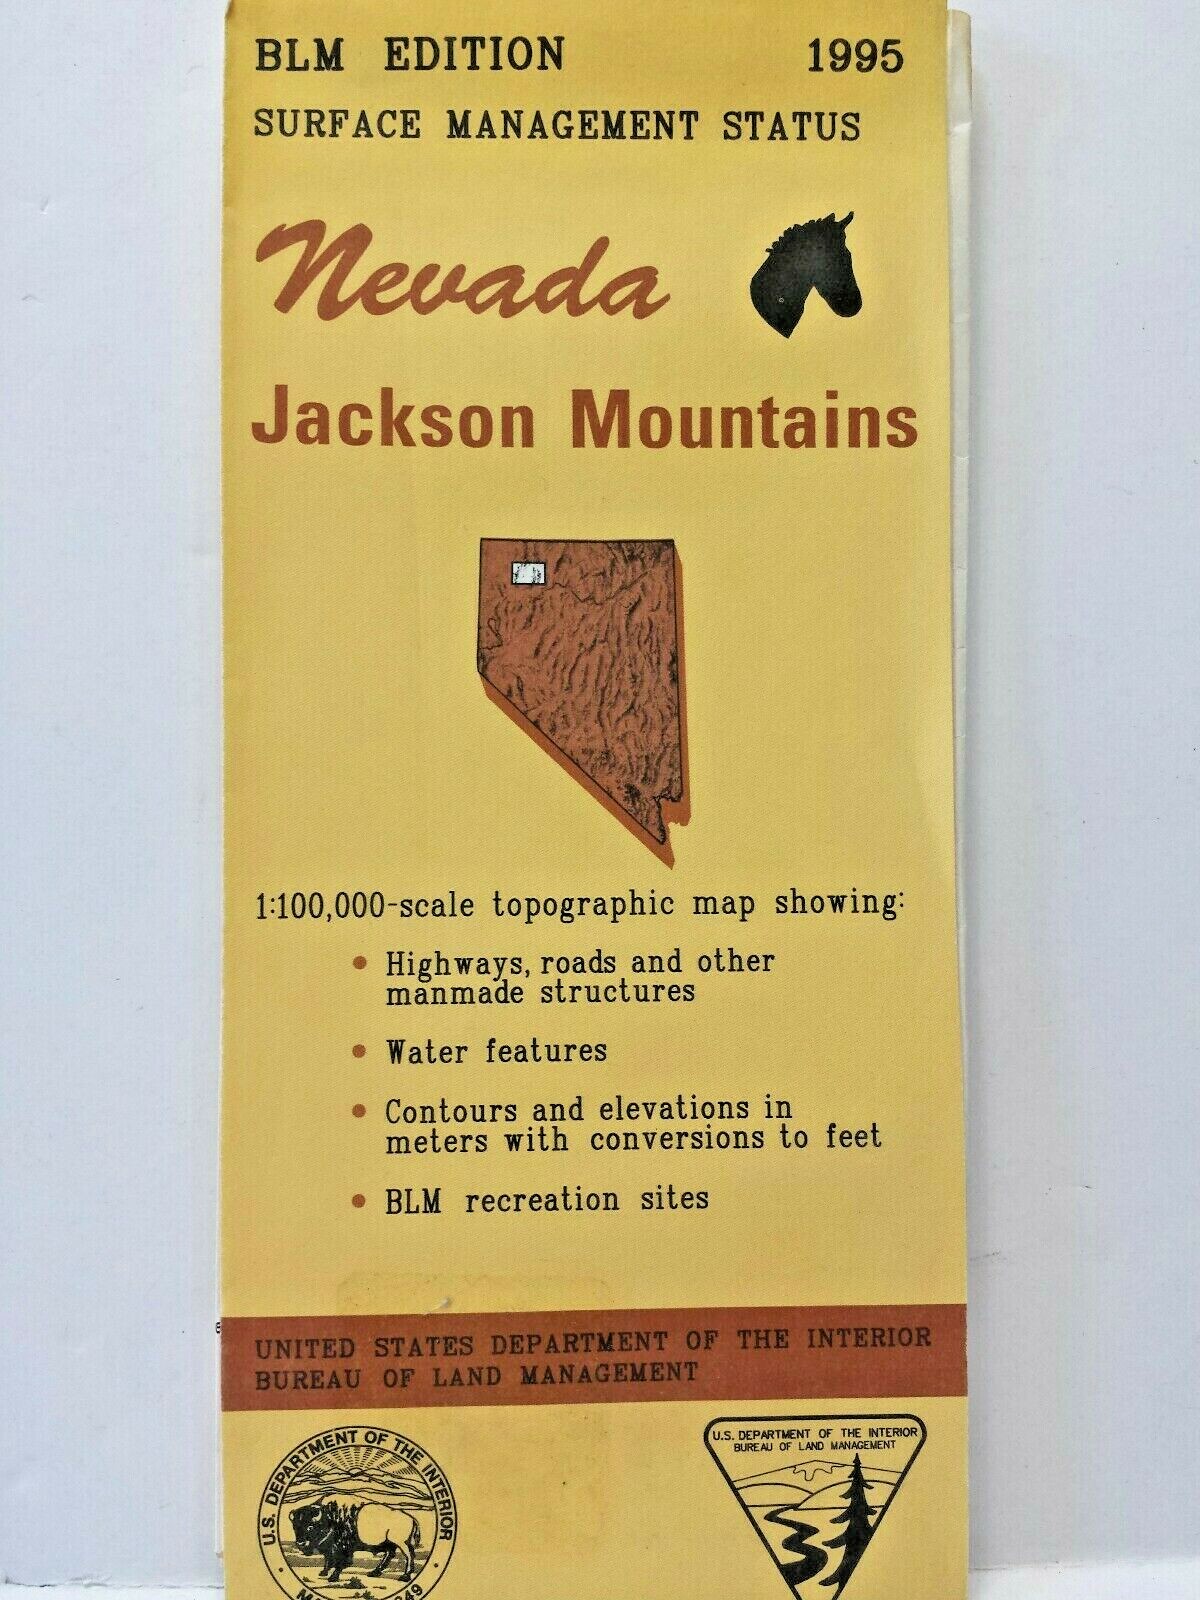 BLM EDITION 1995
SURFACE MANAGEMENT STATUS
Nevada
Jackson Mountains
1:100,000-scale topographic map showing:
• Highways, roads and other
manmade structures
• Water features
• Contours and elevations in
meters with conversions to feet
• BLM recreation sites
UNITED STATES DEPARTMENT OF THE INTERIOR
BUREAU OF LAND MANAGEMENT
U.S. DEPARTMENT OF THE INTERIOR
U.S. DEPARTMENT OF THE INTERIOR
BUREAU OF LAND MANAGEMENT